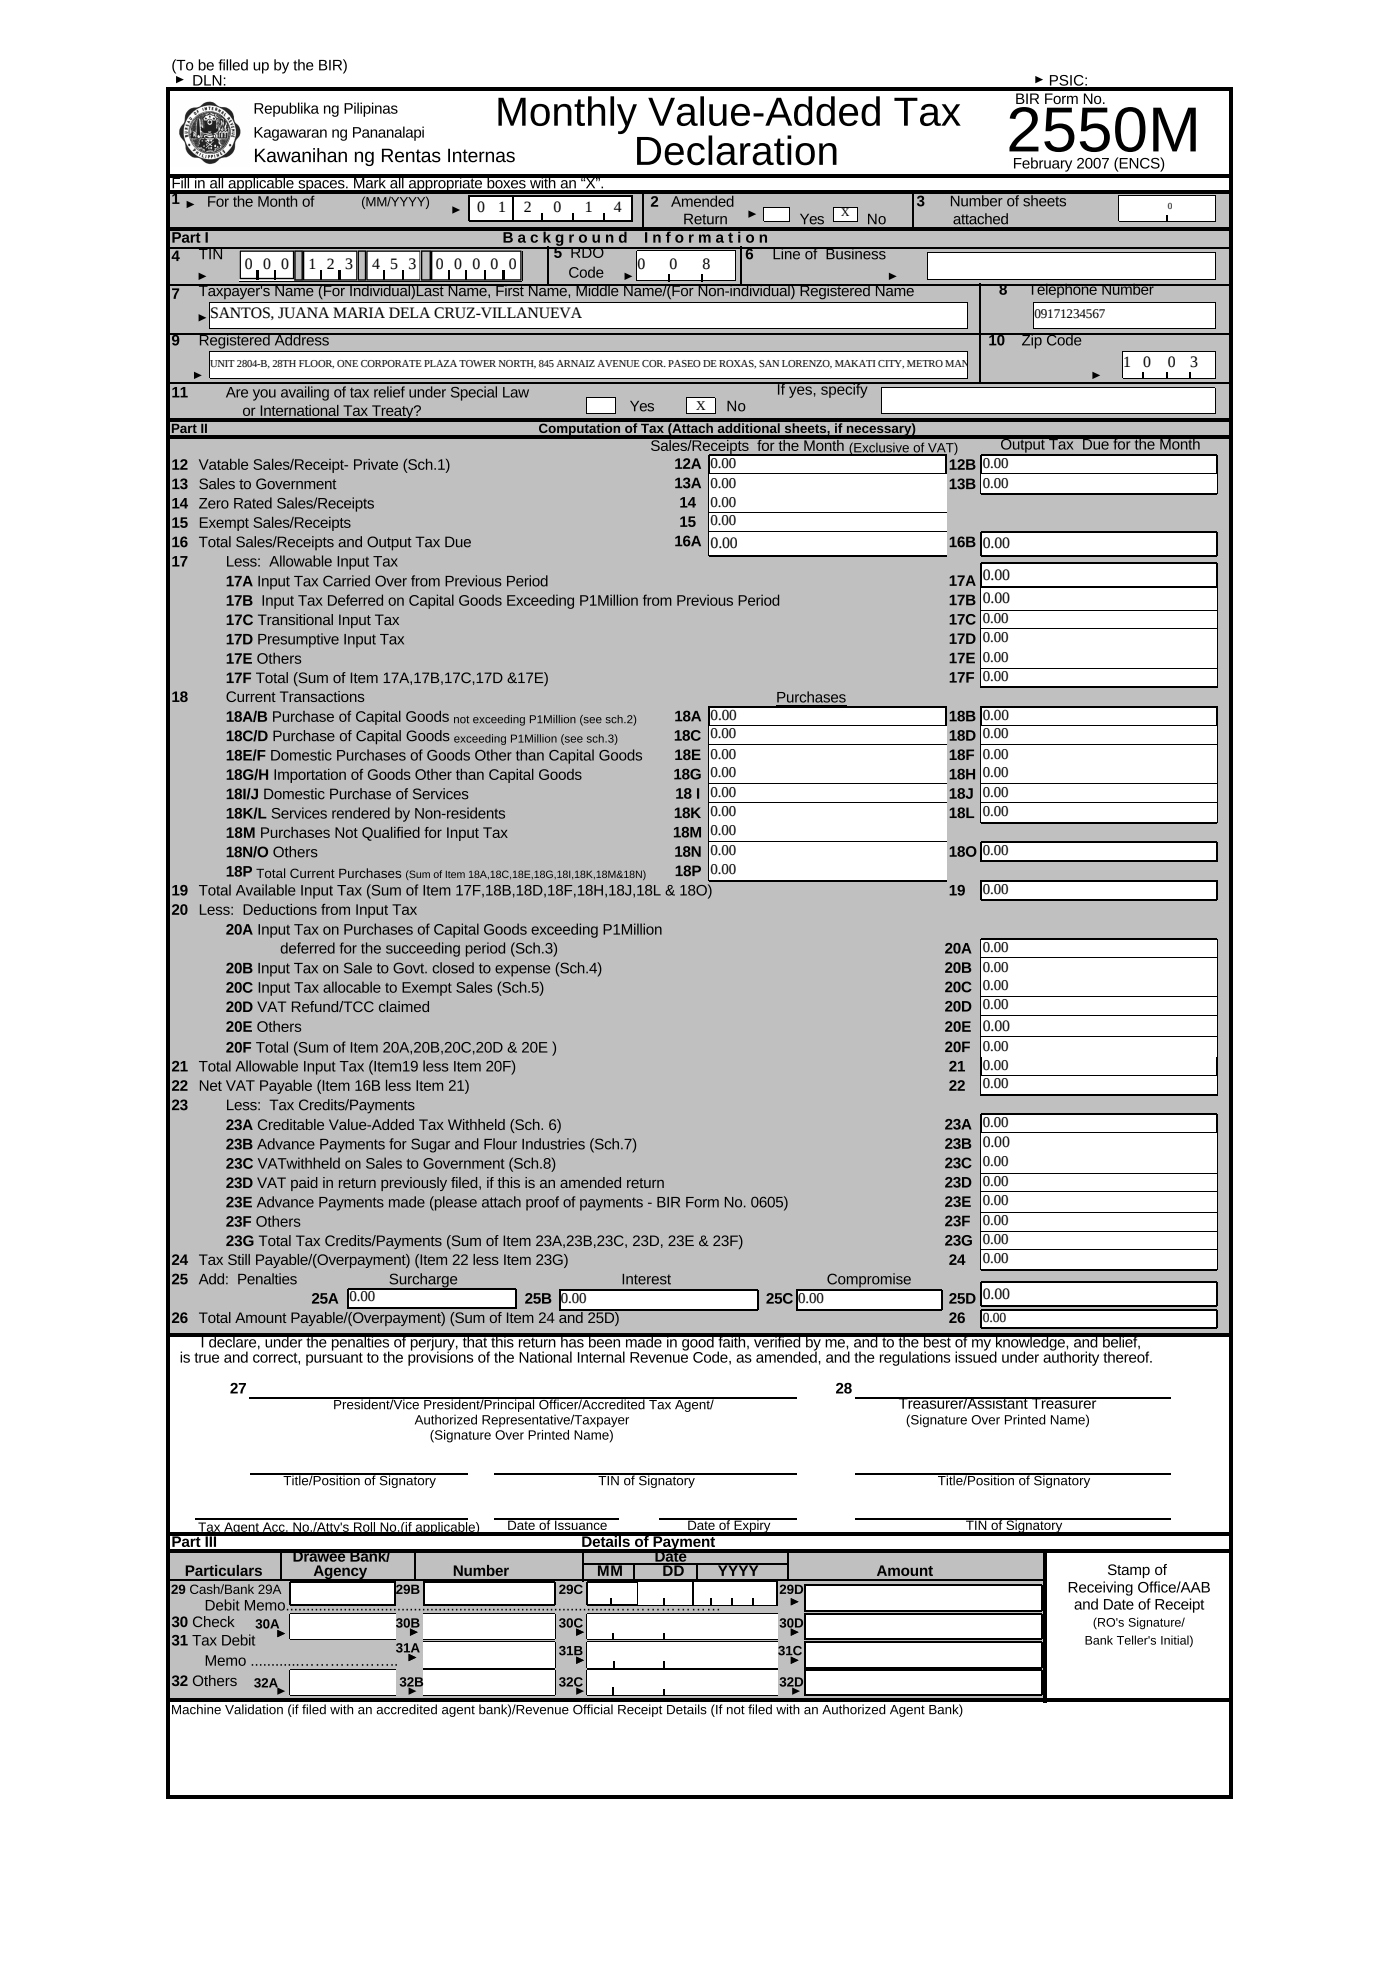 (To be filled up by the BIR)
► DLN: ► PSIC:
Republika ng Pilipinas
Kagawaran ng Pananalapi
Kawanihan ng Rentas Internas
Monthly Value-Added Tax
Declaration
BIR Form No.
2550M
February 2007 (ENCS)
Fill in all applicable spaces. Mark all appropriate boxes with an “X”.
1 ► For the Month of (MM/YYYY) ► 0 1 2 0 1 4 2 Amended Return ► Yes X No 3 Number of sheets attached 0
Part I Background Information
4 TIN ► 0 0 0 1 2 3 4 5 3 0 0 0 0 0 5 RDO Code ► 0 0 8 6 Line of Business ►
7 Taxpayer's Name (For Individual)Last Name, First Name, Middle Name/(For Non-individual) Registered Name 8 Telephone Number
► SANTOS, JUANA MARIA DELA CRUZ-VILLANUEVA 09171234567
9 Registered Address 10 Zip Code
► UNIT 2804-B, 28TH FLOOR, ONE CORPORATE PLAZA TOWER NORTH, 845 ARNAIZ AVENUE COR. PASEO DE ROXAS, SAN LORENZO, MAKATI CITY, METRO MAN ► 1 0 0 3
11 Are you availing of tax relief under Special Law
or International Tax Treaty? Yes X No If yes, specify
Part II Computation of Tax (Attach additional sheets, if necessary)
Sales/Receipts for the Month (Exclusive of VAT) Output Tax Due for the Month
12 Vatable Sales/Receipt- Private (Sch.1) 12A 0.00 12B 0.00
13 Sales to Government 13A 0.00 13B 0.00
14 Zero Rated Sales/Receipts 14 0.00
15 Exempt Sales/Receipts 15 0.00
16 Total Sales/Receipts and Output Tax Due 16A 0.00 16B 0.00
17 Less: Allowable Input Tax
17A Input Tax Carried Over from Previous Period 17A 0.00
17B Input Tax Deferred on Capital Goods Exceeding P1Million from Previous Period 17B 0.00
17C Transitional Input Tax 17C 0.00
17D Presumptive Input Tax 17D 0.00
17E Others 17E 0.00
17F Total (Sum of Item 17A,17B,17C,17D &17E) 17F 0.00
18 Current Transactions Purchases
18A/B Purchase of Capital Goods not exceeding P1Million (see sch.2) 18A 0.00 18B 0.00
18C/D Purchase of Capital Goods exceeding P1Million (see sch.3) 18C 0.00 18D 0.00
18E/F Domestic Purchases of Goods Other than Capital Goods 18E 0.00 18F 0.00
18G/H Importation of Goods Other than Capital Goods 18G 0.00 18H 0.00
18I/J Domestic Purchase of Services 18 I 0.00 18J 0.00
18K/L Services rendered by Non-residents 18K 0.00 18L 0.00
18M Purchases Not Qualified for Input Tax 18M 0.00
18N/O Others 18N 0.00 18O 0.00
18P Total Current Purchases (Sum of Item 18A,18C,18E,18G,18I,18K,18M&18N) 18P 0.00
19 Total Available Input Tax (Sum of Item 17F,18B,18D,18F,18H,18J,18L & 18O) 19 0.00
20 Less: Deductions from Input Tax
20A Input Tax on Purchases of Capital Goods exceeding P1Million
deferred for the succeeding period (Sch.3) 20A 0.00
20B Input Tax on Sale to Govt. closed to expense (Sch.4) 20B 0.00
20C Input Tax allocable to Exempt Sales (Sch.5) 20C 0.00
20D VAT Refund/TCC claimed 20D 0.00
20E Others 20E 0.00
20F Total (Sum of Item 20A,20B,20C,20D & 20E ) 20F 0.00
21 Total Allowable Input Tax (Item19 less Item 20F) 21 0.00
22 Net VAT Payable (Item 16B less Item 21) 22 0.00
23 Less: Tax Credits/Payments
23A Creditable Value-Added Tax Withheld (Sch. 6) 23A 0.00
23B Advance Payments for Sugar and Flour Industries (Sch.7) 23B 0.00
23C VATwithheld on Sales to Government (Sch.8) 23C 0.00
23D VAT paid in return previously filed, if this is an amended return 23D 0.00
23E Advance Payments made (please attach proof of payments - BIR Form No. 0605) 23E 0.00
23F Others 23F 0.00
23G Total Tax Credits/Payments (Sum of Item 23A,23B,23C, 23D, 23E & 23F) 23G 0.00
24 Tax Still Payable/(Overpayment) (Item 22 less Item 23G) 24 0.00
25 Add: Penalties Surcharge Interest Compromise
25A 0.00 25B 0.00 25C 0.00 25D 0.00
26 Total Amount Payable/(Overpayment) (Sum of Item 24 and 25D) 26 0.00
I declare, under the penalties of perjury, that this return has been made in good faith, verified by me, and to the best of my knowledge, and belief,
is true and correct, pursuant to the provisions of the National Internal Revenue Code, as amended, and the regulations issued under authority thereof.
27 28
President/Vice President/Principal Officer/Accredited Tax Agent/ Treasurer/Assistant Treasurer
Authorized Representative/Taxpayer (Signature Over Printed Name)
(Signature Over Printed Name)
Title/Position of Signatory TIN of Signatory Title/Position of Signatory
Tax Agent Acc. No./Atty's Roll No.(if applicable) Date of Issuance Date of Expiry TIN of Signatory
Part III Details of Payment
Particulars Drawee Bank/ Agency Number Date MM DD YYYY Amount
Stamp of
Receiving Office/AAB
and Date of Receipt
(RO's Signature/
Bank Teller's Initial)
29 Cash/Bank 29A 29B 29C 29D
Debit Memo ►
30 Check 30A ► 30B ► 30C ► 30D ►
31 Tax Debit 31A 31B 31C
Memo ► ► ►
32 Others 32A ► 32B ► 32C ► 32D ►
Machine Validation (if filed with an accredited agent bank)/Revenue Official Receipt Details (If not filed with an Authorized Agent Bank)